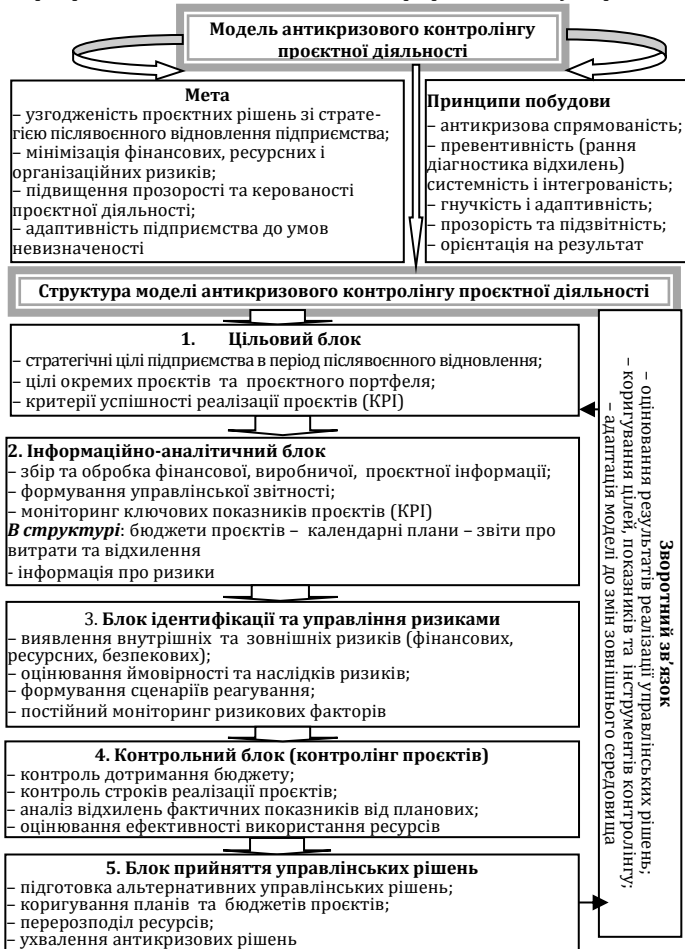 Модель антикризового контролінгу
проєктної діяльності
Мета
– узгодженість проєктних рішень зі страте-
гією післявоєнного відновлення підприємства;
– мінімізація фінансових, ресурсних і
організаційних ризиків;
– підвищення прозорості та керованості
проєктної діяльності;
– адаптивність підприємства до умов
невизначеності
Принципи побудови
– антикризова спрямованість;
– превентивність (рання
діагностика відхилень)
системність і інтегрованість;
– гнучкість і адаптивність;
– прозорість та підзвітність;
– орієнтація на результат
Структура моделі антикризового контролінгу проєктної діяльності
1. Цільовий блок
– стратегічні цілі підприємства в період післявоєнного відновлення;
– цілі окремих проєктів та проєктного портфеля;
– критерії успішності реалізації проєктів (KPI)
2. Інформаційно-аналітичний блок
– збір та обробка фінансової, виробничої, проєктної інформації;
– формування управлінської звітності;
– моніторинг ключових показників проєктів (KPI)
В структурі: бюджети проєктів – календарні плани – звіти про
витрати та відхилення
- інформація про ризики
3. Блок ідентифікації та управління ризиками
– виявлення внутрішніх та зовнішніх ризиків (фінансових,
ресурсних, безпекових);
– оцінювання ймовірності та наслідків ризиків;
– формування сценаріїв реагування;
– постійний моніторинг ризикових факторів
4. Контрольний блок (контролінг проєктів)
– контроль дотримання бюджету;
– контроль строків реалізації проєктів;
– аналіз відхилень фактичних показників від планових;
– оцінювання ефективності використання ресурсів
5. Блок прийняття управлінських рішень
– підготовка альтернативних управлінських рішень;
– коригування планів та бюджетів проєктів;
– перерозподіл ресурсів;
– ухвалення антикризових рішень
Зворотний зв'язок
– оцінювання результатів реалізації управлінських рішень;
– коригування цілей, показників та інструментів контролінгу;
– адаптація моделі до змін зовнішнього середовища